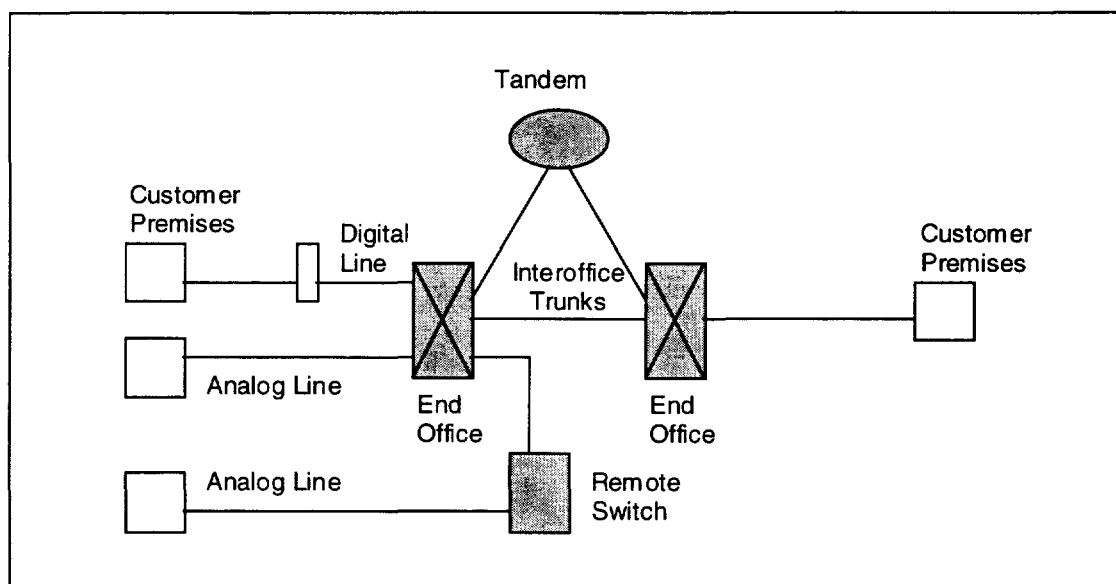 Tandem
Customer
Premises
Digital
Line
Interoffice
Trunks
Customer
Premises
Analog Line
End
Office
End
Office
Analog Line
Remote
Switch